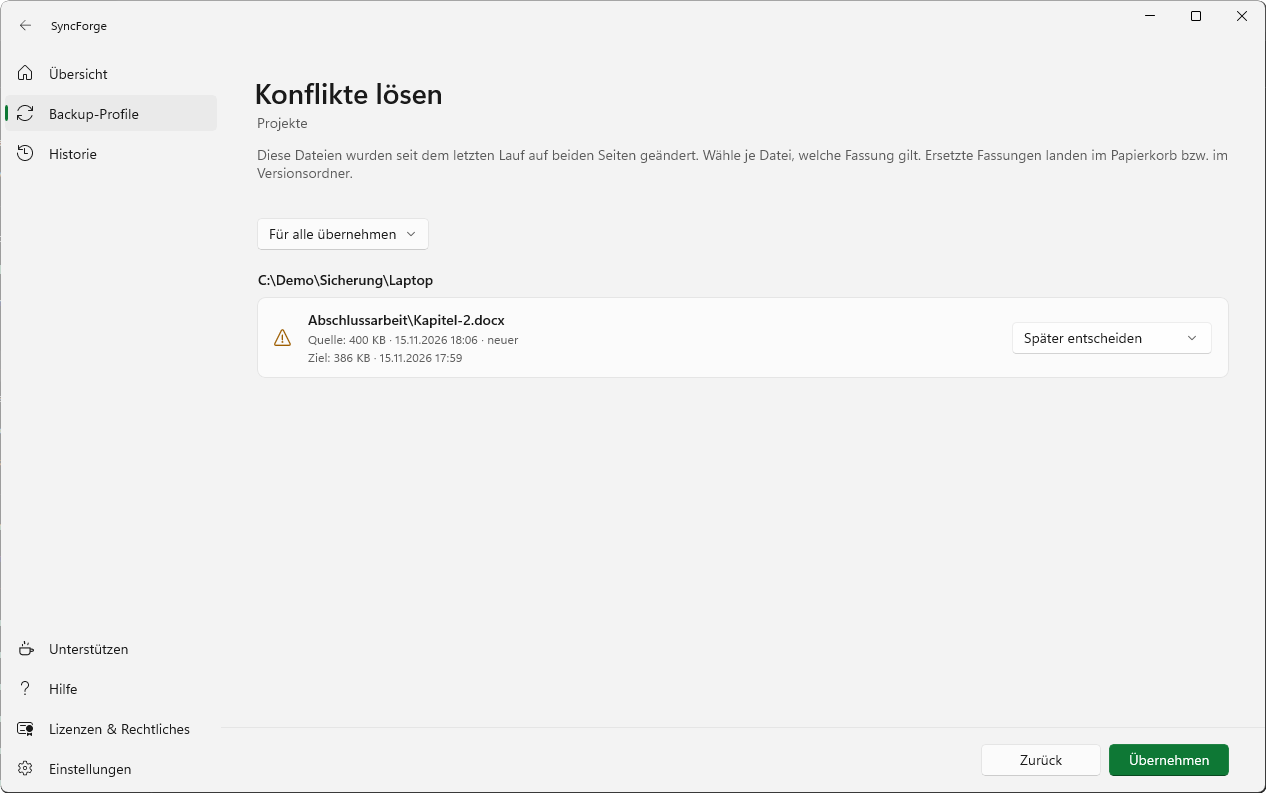 SyncForge
Übersicht
Backup-Profile
Historie
Konflikte lösen
Projekte
Diese Dateien wurden seit dem letzten Lauf auf beiden Seiten geändert. Wähle je Datei, welche Fassung gilt. Ersetzte Fassungen landen im Papierkorb bzw. im
Versionsordner.
Für alle übernehmen
C:\Demo\Sicherung\Laptop
Abschlussarbeit\Kapitel-2.docx
Quelle: 400 KB · 15.11.2026 18:06 · neuer
Ziel: 386 KB · 15.11.2026 17:59
Später entscheiden
Unterstützen
Hilfe
Lizenzen & Rechtliches
Einstellungen
Zurück
Übernehmen